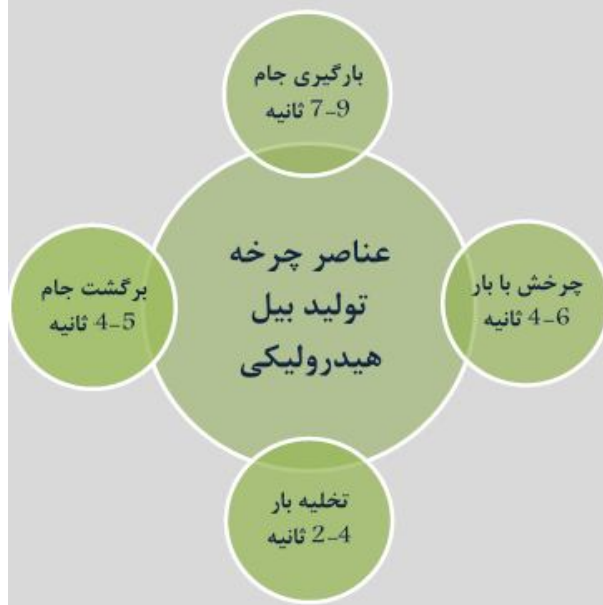 بارگیری جام
7-9 ثانیه
عناصر چرخه
تولید بیل
هیدرولیکی
چرخش با بار
4-6 ثانیه
تخلیه بار
2-4 ثانیه
برگشت جام
4-5 ثانیه